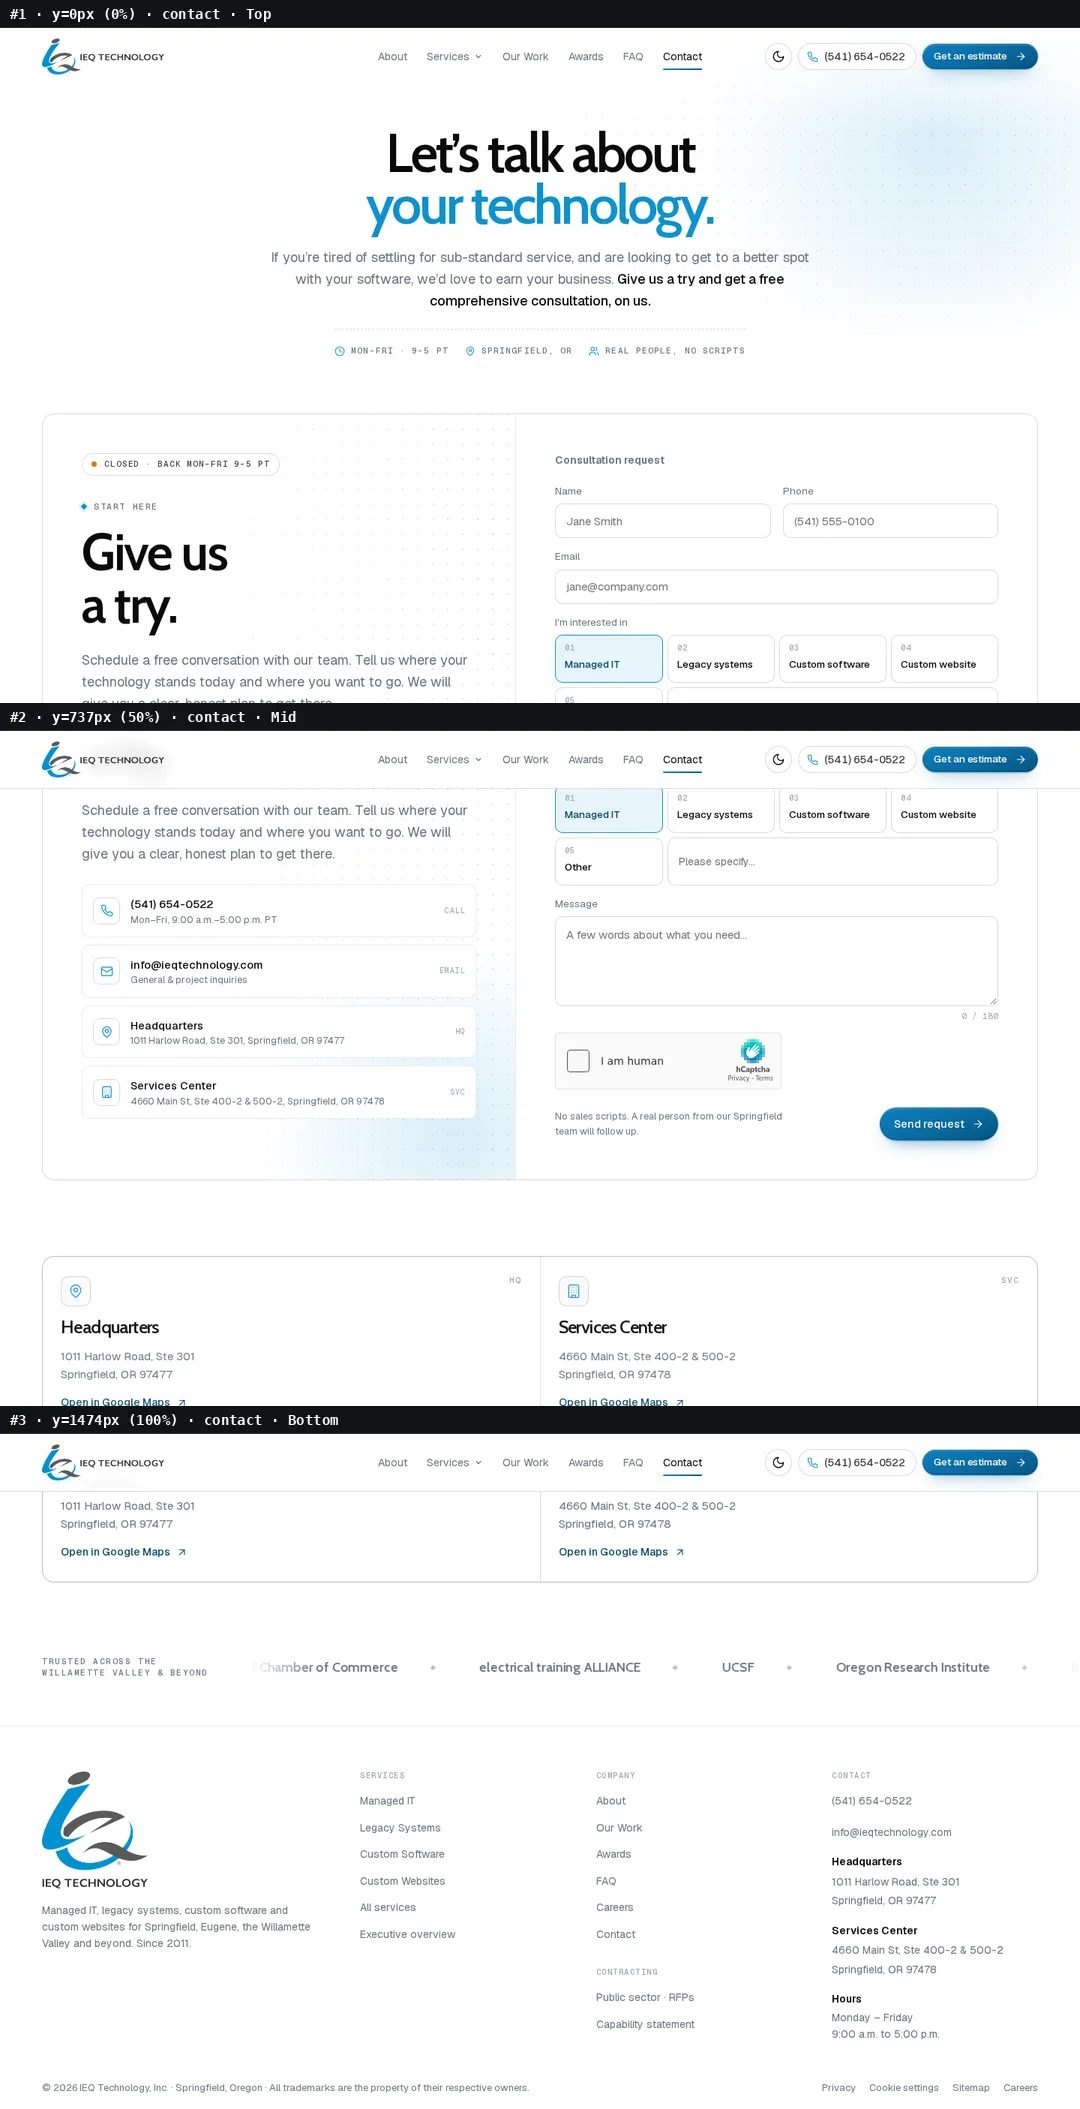 #1 · y=0px (0%) · contact · Top
IEQ TECHNOLOGY
About Services Our Work Awards FAQ Contact
(541) 654-0522
Get an estimate
Let's talk about
your technology.
If you're tired of settling for sub-standard service, and are looking to get to a better spot
with your software, we'd love to earn your business. Give us a try and get a free
comprehensive consultation, on us.
MON-FRI · 9-5 PT SPRINGFIELD, OR REAL PEOPLE, NO SCRIPTS
CLOSED · BACK MON-FRI 9-5 PT
START HERE
Give us
a try.
Schedule a free conversation with our team. Tell us where your
technology stands today and where you want to go. We will
give you a clear, honest plan to get there.
Consultation request
Name Phone
Jane Smith (541) 555-0100
Email
jane@company.com
I'm interested in
01 02 03 04
Managed IT Legacy systems Custom software Custom website
05
#2 · y=737px (50%) · contact · Mid
IEQ TECHNOLOGY
About Services Our Work Awards FAQ Contact
(541) 654-0522
Get an estimate
Schedule a free conversation with our team. Tell us where your
technology stands today and where you want to go. We will
give you a clear, honest plan to get there.
(541) 654-0522
Mon–Fri, 9:00 a.m.–5:00 p.m. PT
CALL
info@ieqtechnology.com
General & project inquiries
EMAIL
Headquarters
1011 Harlow Road, Ste 301, Springfield, OR 97477
HQ
Services Center
4660 Main St, Ste 400-2 & 500-2, Springfield, OR 97478
SVC
01 02 03 04
Managed IT Legacy systems Custom software Custom website
05
Other
Please specify...
Message
A few words about what you need...
0 / 180
I am human
hCaptcha
Privacy - Terms
No sales scripts. A real person from our Springfield
team will follow up.
Send request
HQ
Headquarters
1011 Harlow Road, Ste 301
Springfield, OR 97477
Open in Google Maps
SVC
Services Center
4660 Main St, Ste 400-2 & 500-2
Springfield, OR 97478
Open in Google Maps
#3 · y=1474px (100%) · contact · Bottom
IEQ TECHNOLOGY
About Services Our Work Awards FAQ Contact
(541) 654-0522
Get an estimate
1011 Harlow Road, Ste 301
Springfield, OR 97477
Open in Google Maps
4660 Main St, Ste 400-2 & 500-2
Springfield, OR 97478
Open in Google Maps
TRUSTED ACROSS THE
WILLAMETTE VALLEY & BEYOND
Chamber of Commerce electrical training ALLIANCE UCSF Oregon Research Institute
IEQ TECHNOLOGY
Managed IT, legacy systems, custom software and
custom websites for Springfield, Eugene, the Willamette
Valley and beyond. Since 2011.
SERVICES
Managed IT
Legacy Systems
Custom Software
Custom Websites
All services
Executive overview
COMPANY
About
Our Work
Awards
FAQ
Careers
Contact
CONTRACTING
Public sector · RFPs
Capability statement
CONTACT
(541) 654-0522
info@ieqtechnology.com
Headquarters
1011 Harlow Road, Ste 301
Springfield, OR 97477
Services Center
4660 Main St, Ste 400-2 & 500-2
Springfield, OR 97478
Hours
Monday – Friday
9:00 a.m. to 5:00 p.m.
© 2026 IEQ Technology, Inc. · Springfield, Oregon · All trademarks are the property of their respective owners.
Privacy Cookie settings Sitemap Careers